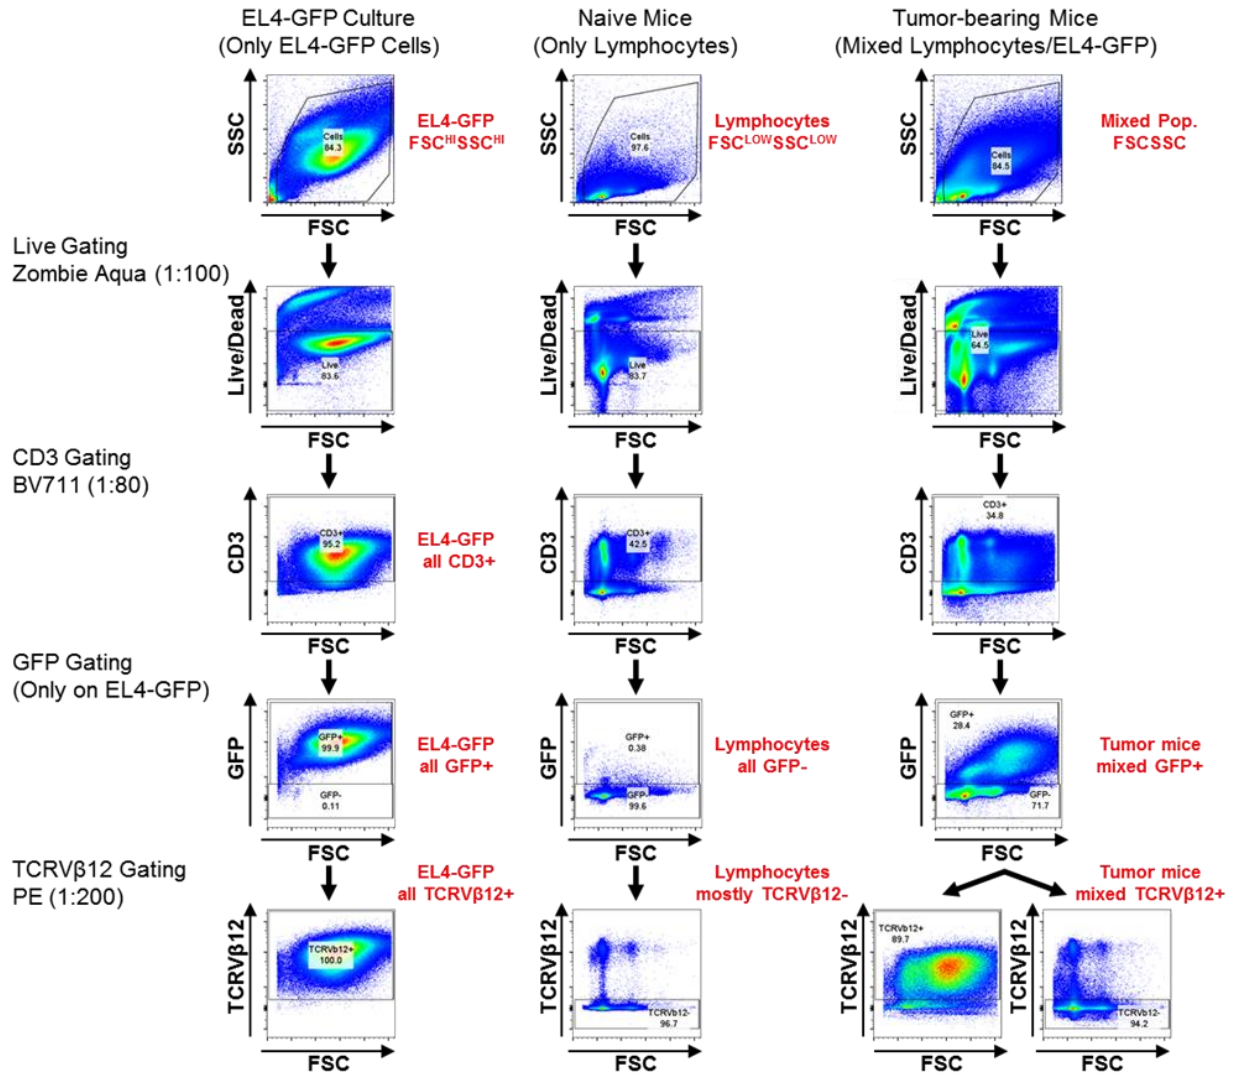 EL4-GFP Culture
(Only EL4-GFP Cells)
Naive Mice
(Only Lymphocytes)
Tumor-bearing Mice
(Mixed Lymphocytes/EL4-GFP)
SSC
Cells
84.3
FSC
EL4-GFP
FSCHISSCHI
SSC
Cells
97.6
FSC
Lymphocytes
FSCLOWSSCLOW
SSC
Cells
84.5
FSC
Mixed Pop.
FSCSSC
Live Gating
Zombie Aqua (1:100)
Live/Dead
Live
83.6
FSC
Live/Dead
Live
83.7
FSC
Live/Dead
Live
64.5
FSC
CD3 Gating
BV711 (1:80)
CD3
CD3+
95.2
FSC
EL4-GFP
all CD3+
CD3
CD3+
42.5
FSC
CD3
CD3+
34.8
FSC
GFP Gating
(Only on EL4-GFP)
GFP
GFP+
99.9
GFP-
0.11
FSC
EL4-GFP
all GFP+
GFP
GFP+
0.38
GFP-
99.6
FSC
Lymphocytes
all GFP-
GFP
GFP+
28.4
GFP-
71.7
FSC
Tumor mice
mixed GFP+
TCRVβ12 Gating
PE (1:200)
EL4-GFP
all TCRVβ12+
TCRVβ12
TCRVb12+
100.0
FSC
Lymphocytes
mostly TCRVβ12-
TCRVβ12
TCRVb12-
96.7
FSC
Tumor mice
mixed TCRVβ12+
TCRVβ12
TCRVb12+
89.7
FSC
TCRVβ12
TCRVb12-
94.2
FSC